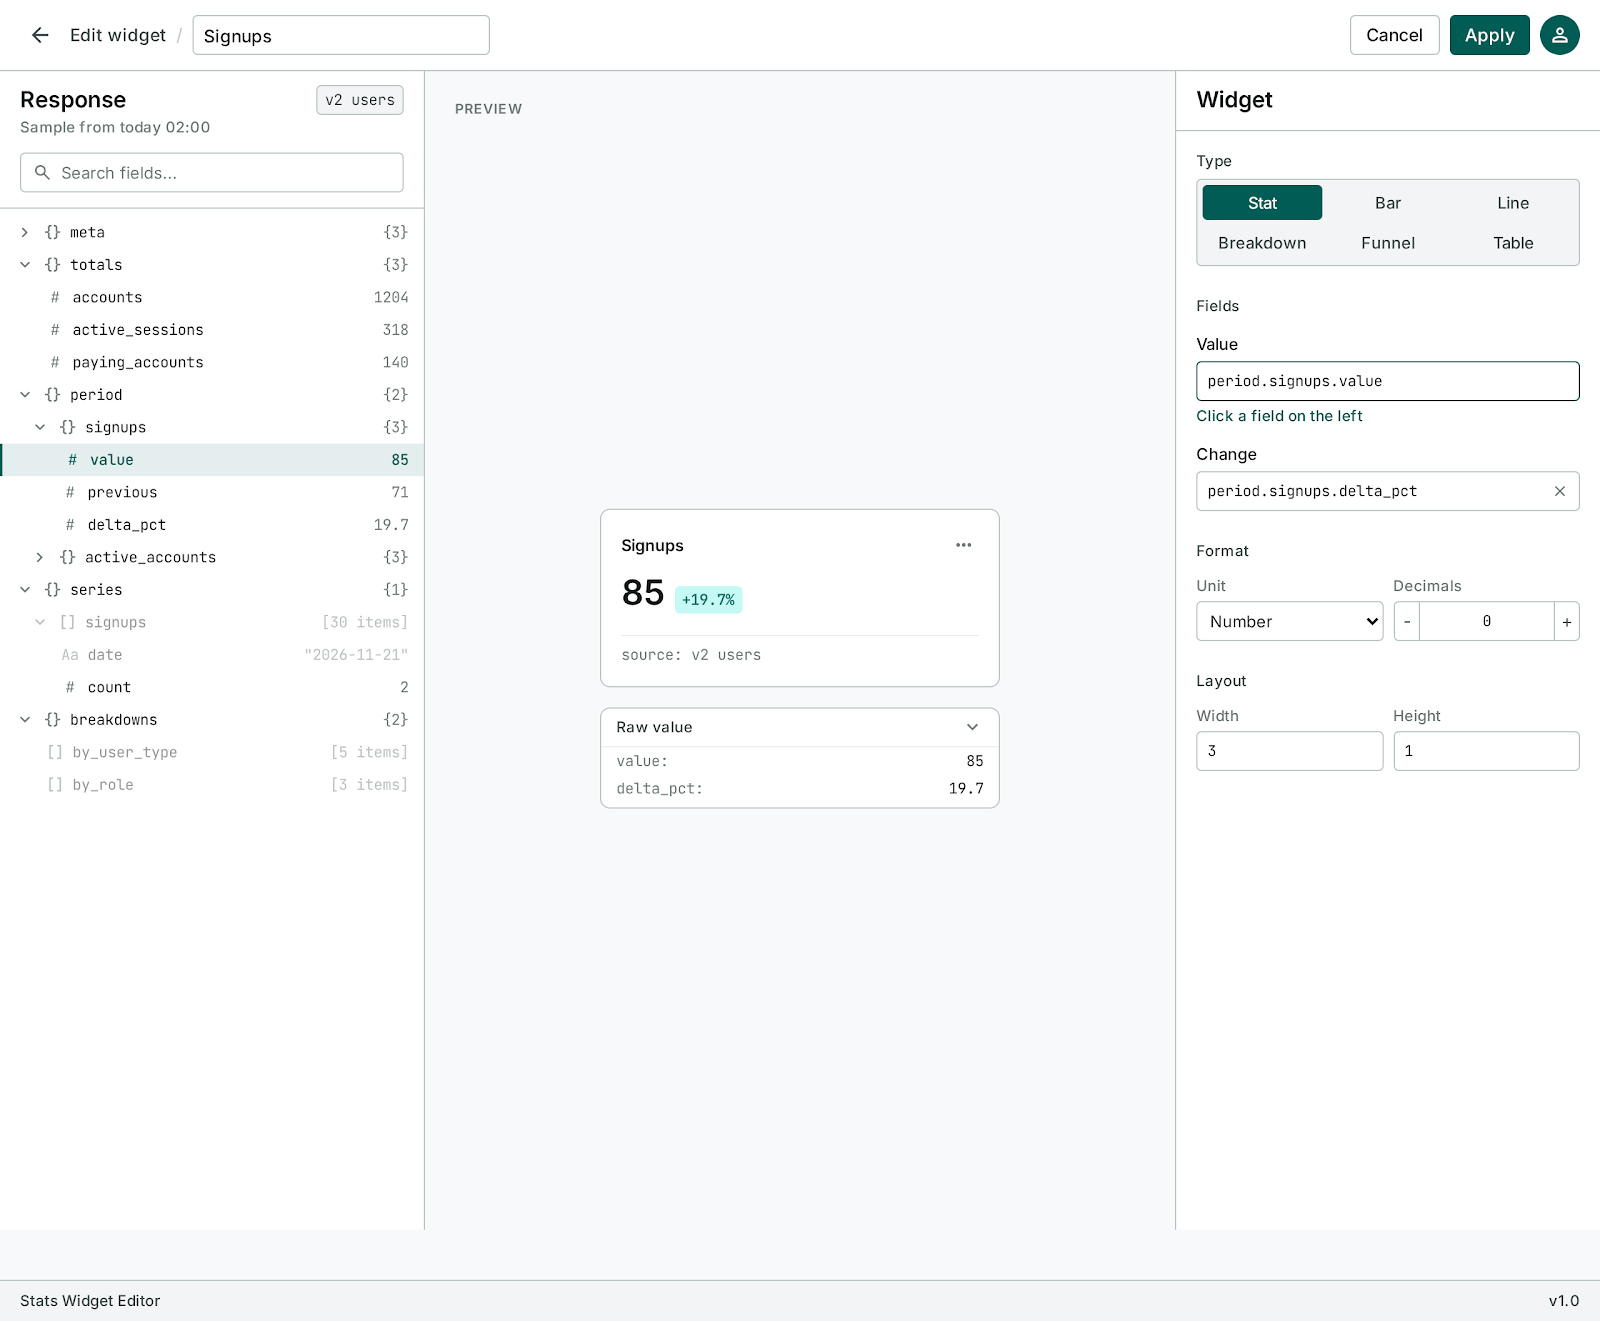 Edit widget / Signups
Cancel
Apply
Response
v2 users
Sample from today 02:00
Search fields...
{} meta {3}
{} totals {3}
# accounts 1204
# active_sessions 318
# paying_accounts 140
{} period {2}
{} signups {3}
# value 85
# previous 71
# delta_pct 19.7
{} active_accounts {3}
{} series {1}
[] signups [30 items]
Aa date "2026-11-21"
# count 2
{} breakdowns {2}
[] by_user_type [5 items]
[] by_role [3 items]
PREVIEW
Signups
85 +19.7%
source: v2 users
Raw value
value: 85
delta_pct: 19.7
Widget
Type
Stat Bar Line
Breakdown Funnel Table
Fields
Value
period.signups.value
Click a field on the left
Change
period.signups.delta_pct
Format
Unit Decimals
Number - 0 +
Layout
Width Height
3 1
Stats Widget Editor
v1.0